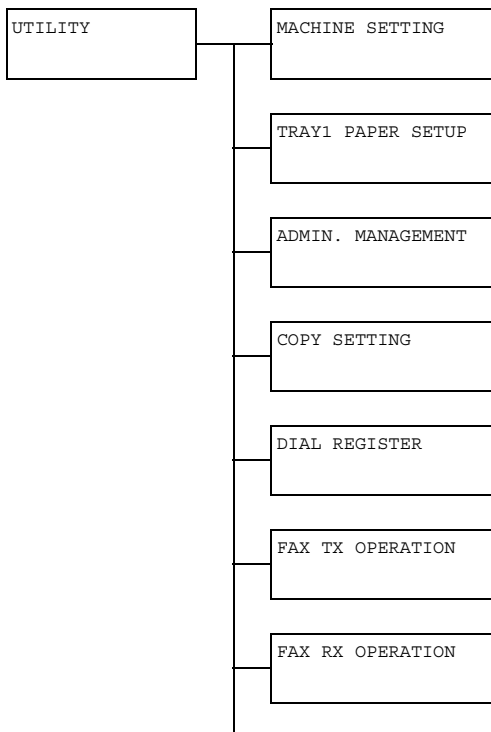 UTILITY
MACHINE SETTING
TRAY1 PAPER SETUP
ADMIN. MANAGEMENT
COPY SETTING
DIAL REGISTER
FAX TX OPERATION
FAX RX OPERATION